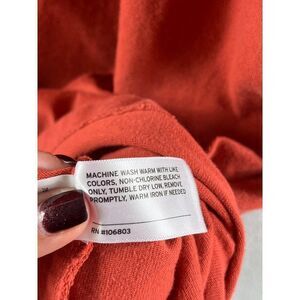 MACHINE WASH WARM WITH LIKE
COLORS, NON-CHLORINE BLEACH
ONLY, TUMBLE DRY LOW, REMOVE
PROMPTLY, WARM IRON IF NEEDED
RN #106803